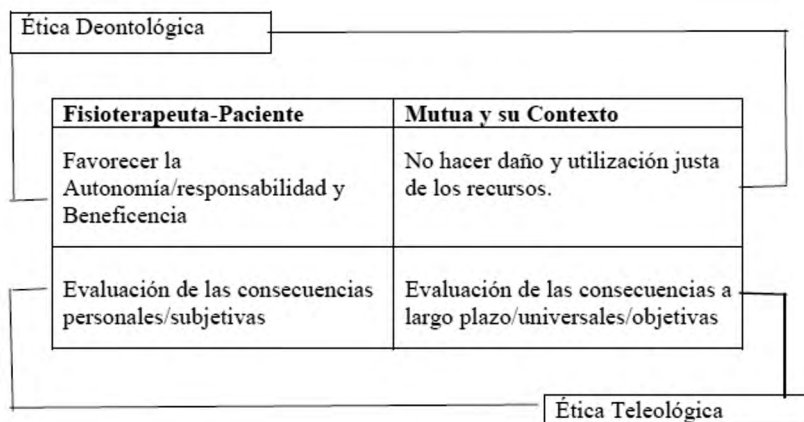 Ética Deontológica
Fisioterapeuta-Paciente
Mutua y su Contexto
Favorecer la
Autonomía/responsabilidad y
Beneficencia
No hacer daño y utilización justa
de los recursos.
Evaluación de las consecuencias
personales/subjetivas
Evaluación de las consecuencias a
largo plazo/universales/objetivas
Ética Teleológica